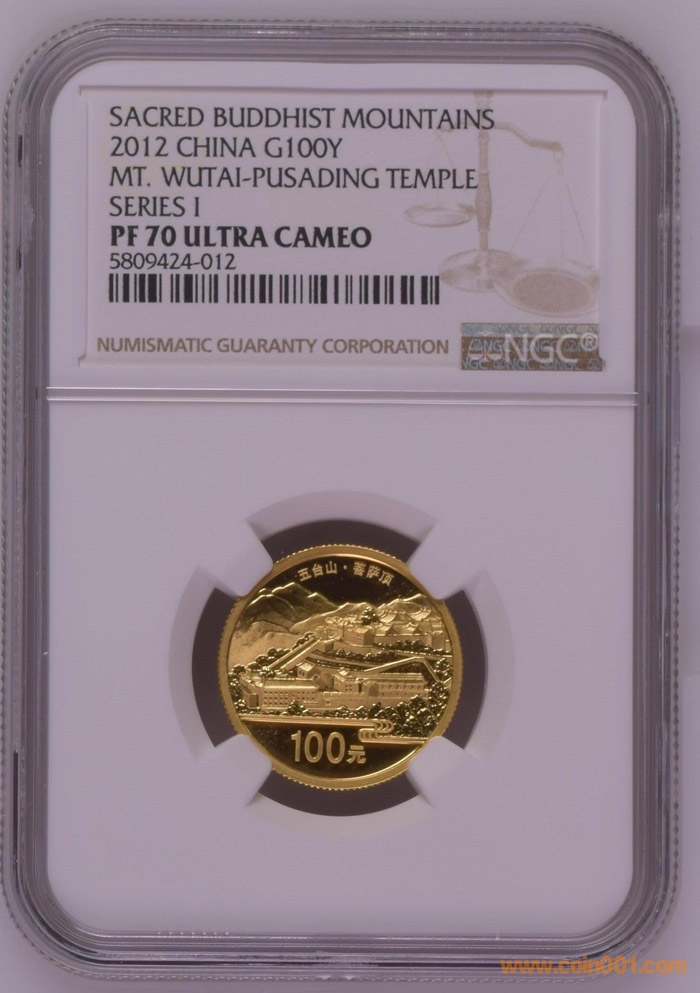 SACRED BUDDHIST MOUNTAINS
2012 CHINA G100Y
MT. WUTAI-PUSADING TEMPLE
SERIES I
PF 70 ULTRA CAMEO
5809424-012
NUMISMATIC GUARANTY CORPORATION
NGC®
五台山·菩萨顶
100元
www.coin001.com